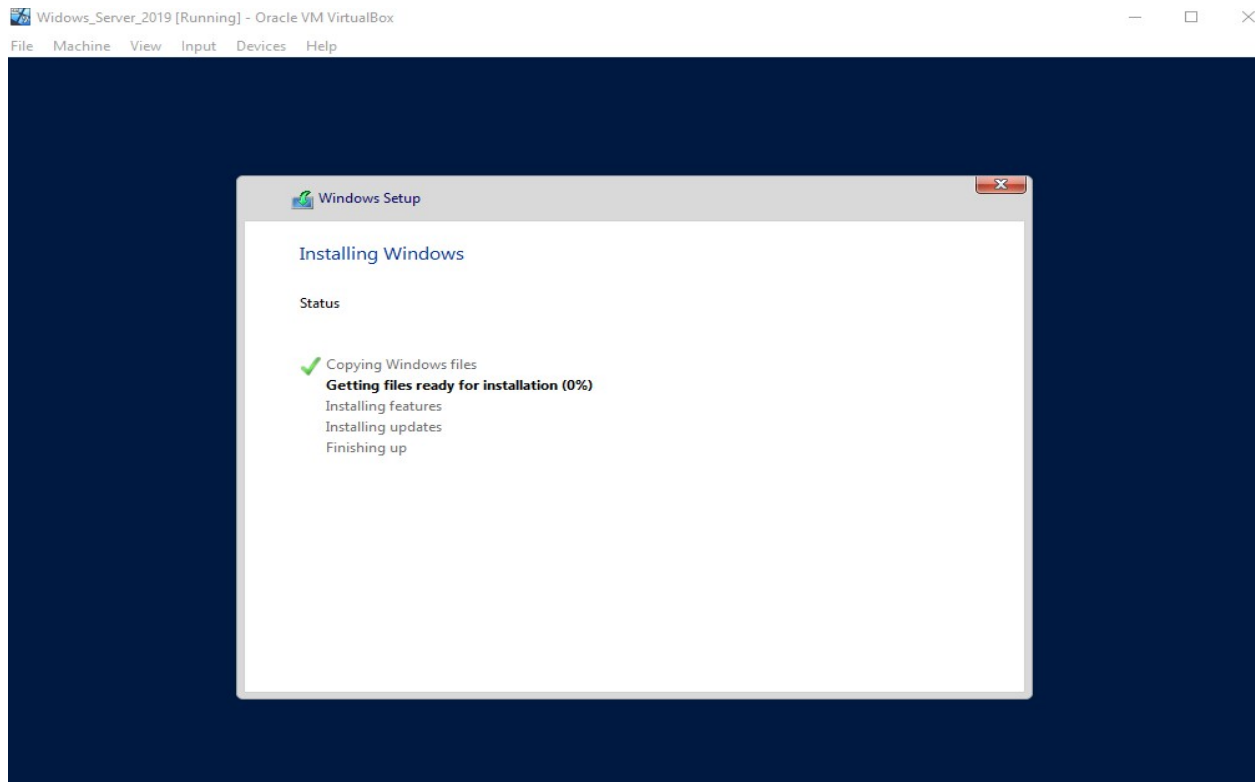 Widows_Server_2019 [Running] - Oracle VM VirtualBox
File Machine View Input Devices Help
Windows Setup
Installing Windows
Status
Copying Windows files
Getting files ready for installation (0%)
Installing features
Installing updates
Finishing up